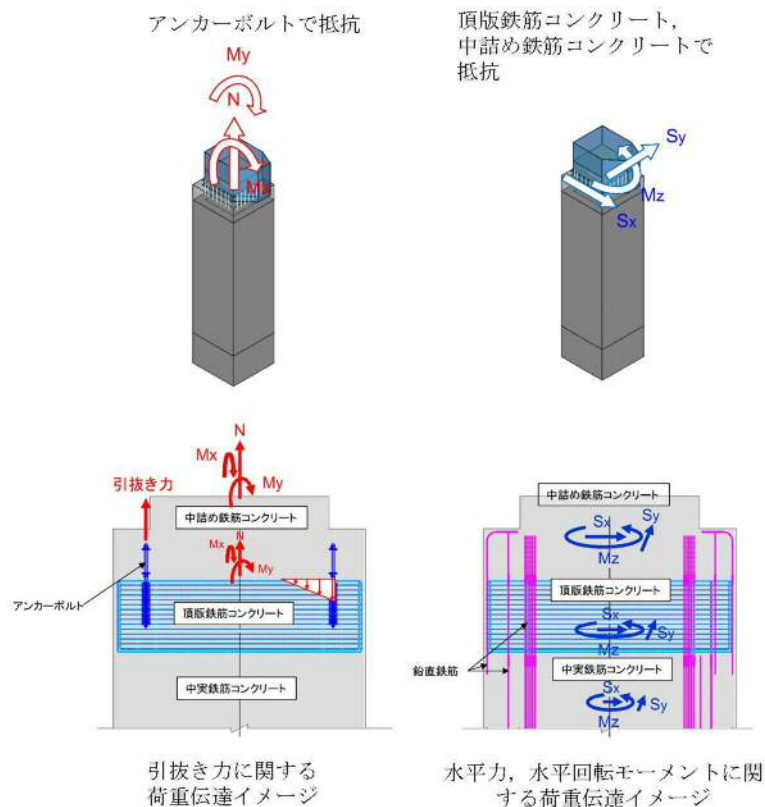 アンカーボルトで抵抗
頂版鉄筋コンクリート,
中詰め鉄筋コンクリートで
抵抗
My
N
Mx
Sy
Mz
Sx
N
Mx
My
引抜き力
中詰め鉄筋コンクリート
N
Mx
My
アンカーボルト
頂版鉄筋コンクリート
中実鉄筋コンクリート
引抜き力に関する
荷重伝達イメージ
中詰め鉄筋コンクリート
Sx
Sy
Mz
頂版鉄筋コンクリート
Sx
Sy
Mz
鉛直鉄筋
中実鉄筋コンクリート
Sx
Sy
Mz
水平力，水平回転モーメントに関
する荷重伝達イメージ